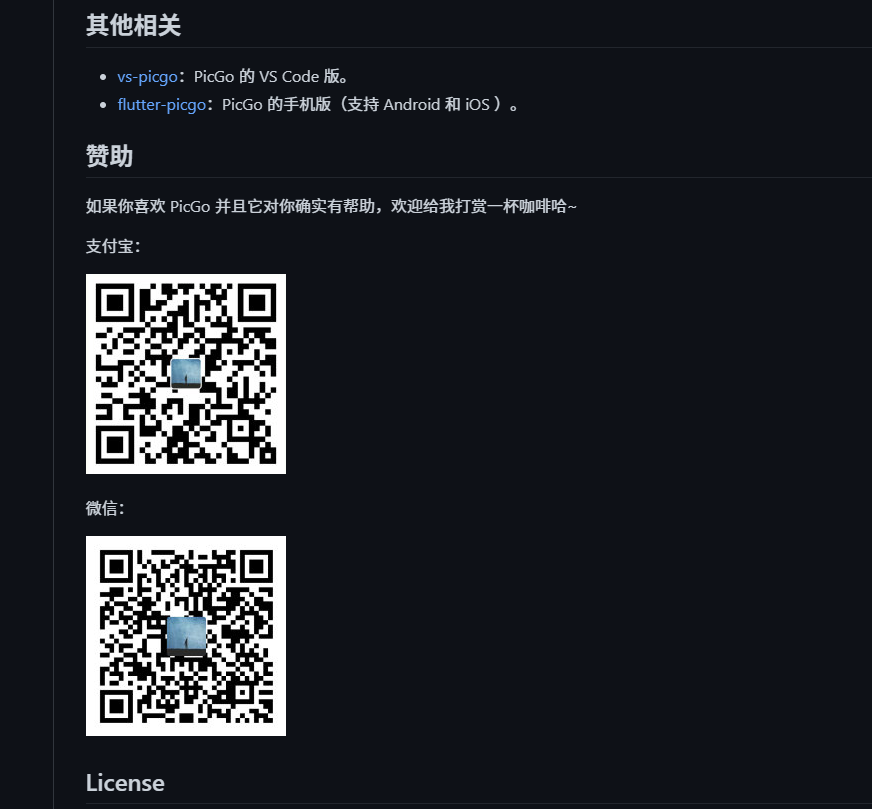 其他相关
vs-picgo：PicGo 的 VS Code 版。
flutter-picgo：PicGo 的手机版（支持 Android 和 iOS ）。
赞助
如果你喜欢 PicGo 并且它对你确实有帮助，欢迎给我打赏一杯咖啡哈~
支付宝：
微信：
License